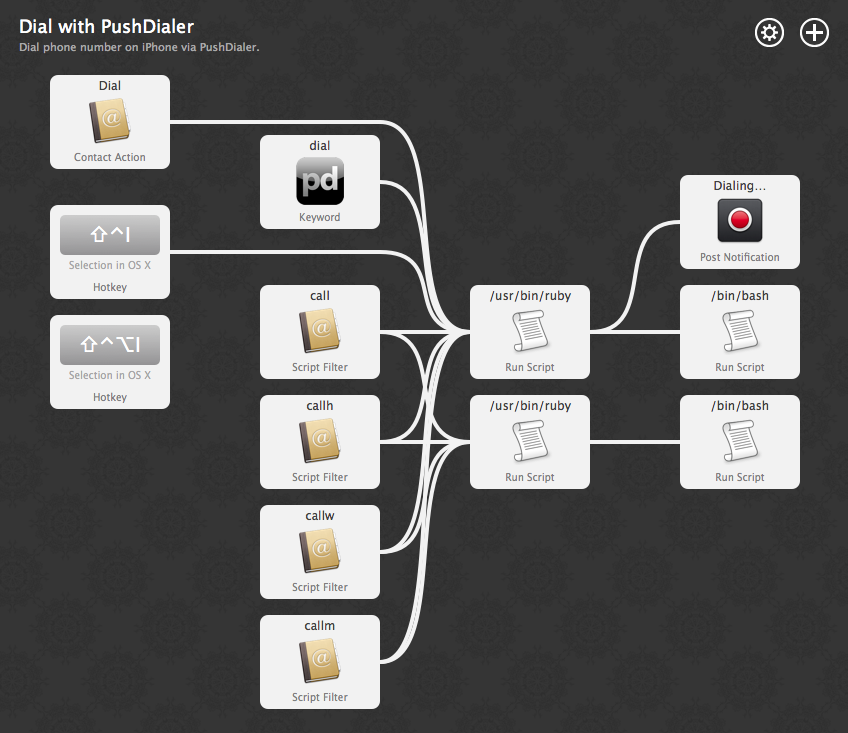 Dial with PushDialer
Dial phone number on iPhone via PushDialer.
Dial
@
Contact Action
dial
pd
Keyword
Dialing...
Post Notification
⇧^I
Selection in OS X
Hotkey
⇧^⌥I
Selection in OS X
Hotkey
call
@
Script Filter
/usr/bin/ruby
Run Script
/bin/bash
Run Script
callh
@
Script Filter
/usr/bin/ruby
Run Script
/bin/bash
Run Script
callw
@
Script Filter
callm
@
Script Filter